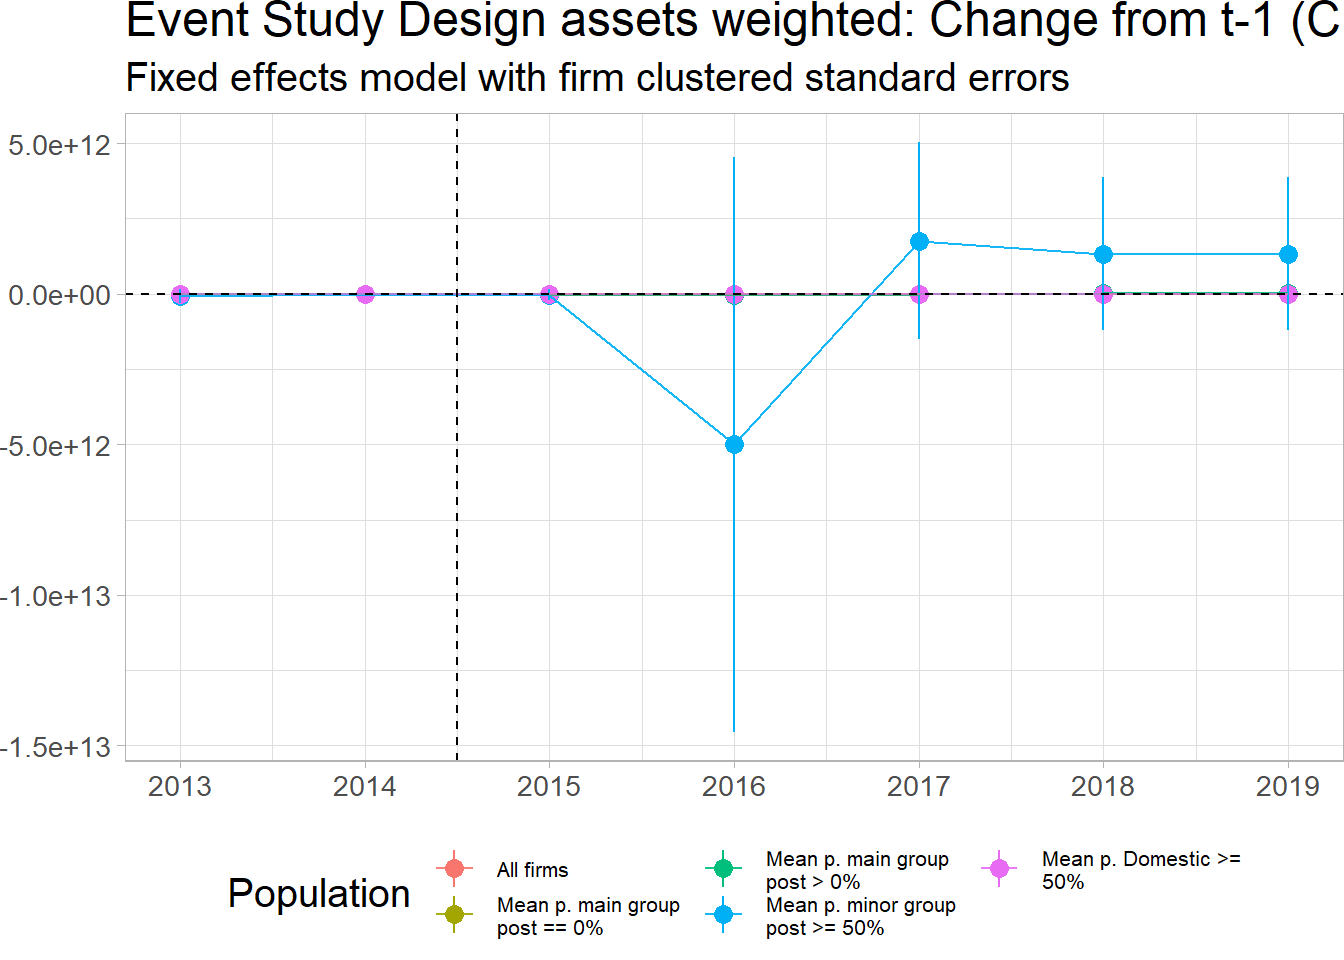 Event Study Design assets weighted: Change from t-1 (C
Fixed effects model with firm clustered standard errors
5.0e+12
0.0e+00
-5.0e+12
-1.0e+13
-1.5e+13
2013 2014 2015 2016 2017 2018 2019
Population
All firms
Mean p. main group
post == 0%
Mean p. main group
post > 0%
Mean p. minor group
post >= 50%
Mean p. Domestic >=
50%